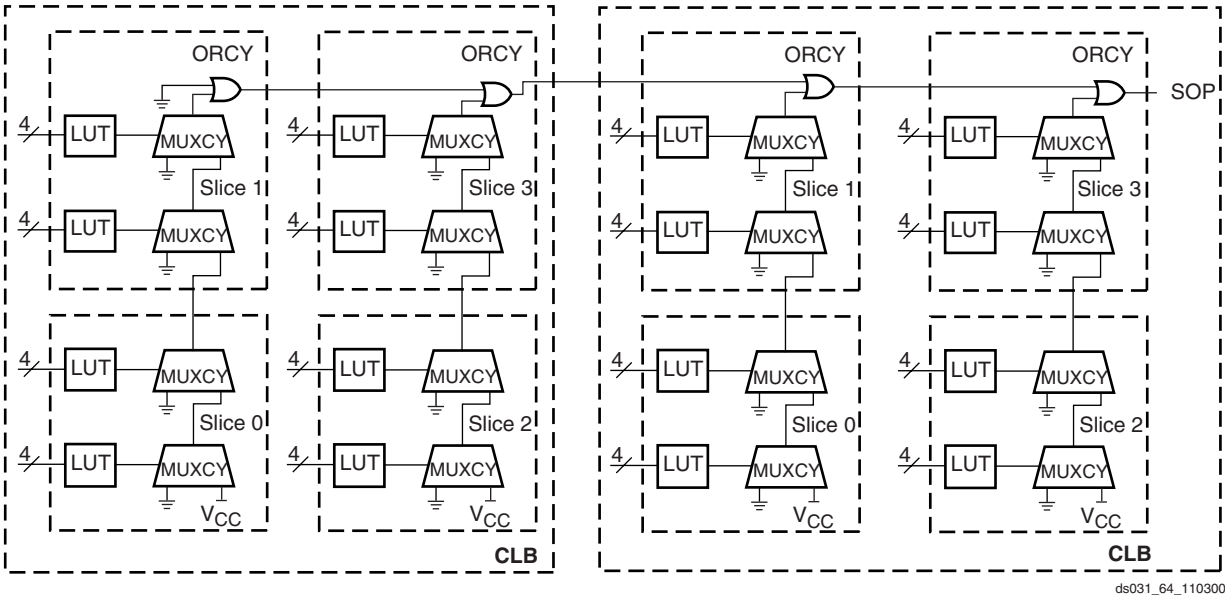 ORCY ORCY ORCY ORCY
SOP
4 LUT MUXCY 4 LUT MUXCY 4 LUT MUXCY 4 LUT MUXCY
Slice 1 Slice 3 Slice 1 Slice 3
4 LUT MUXCY 4 LUT MUXCY 4 LUT MUXCY 4 LUT MUXCY
4 LUT MUXCY 4 LUT MUXCY 4 LUT MUXCY 4 LUT MUXCY
Slice 0 Slice 2 Slice 0 Slice 2
4 LUT MUXCY 4 LUT MUXCY 4 LUT MUXCY 4 LUT MUXCY
VCC VCC VCC VCC
CLB CLB
ds031_64_110300